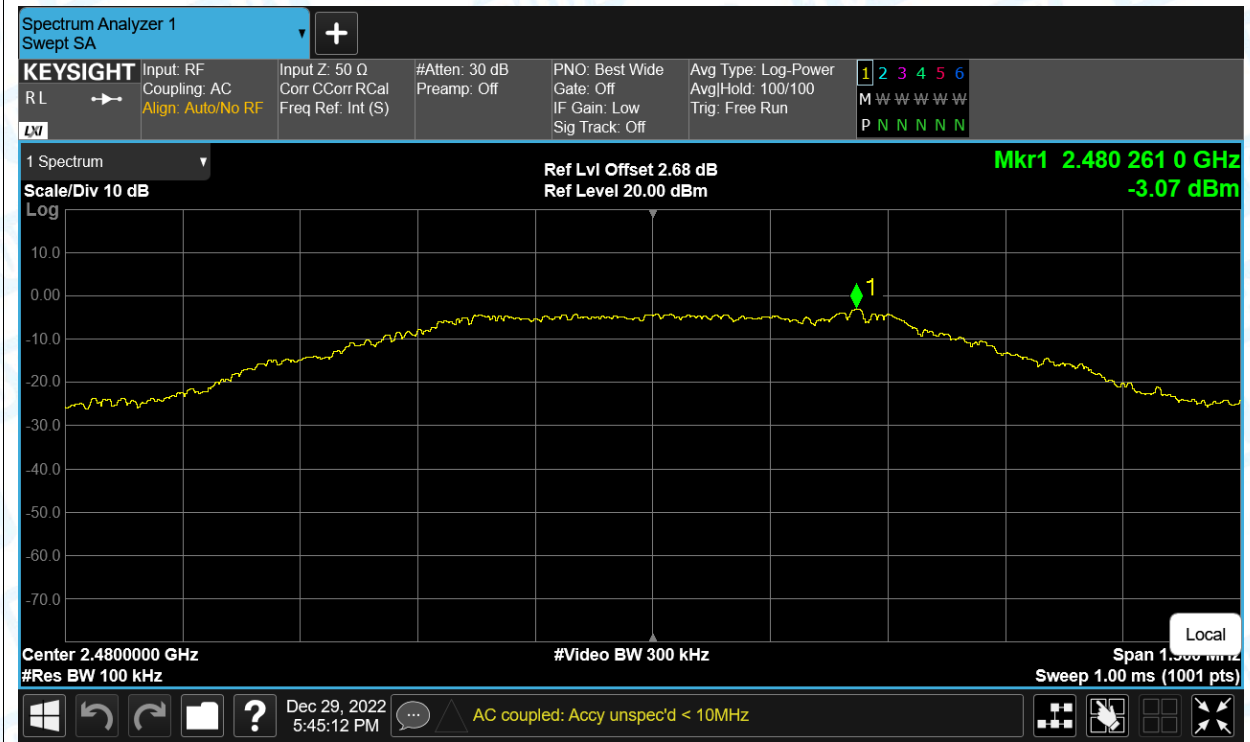 Spectrum Analyzer 1
Swept SA
KEYSIGHT
R L
LXI
Input: RF
Coupling: AC
Align: Auto/No RF
Input Z: 50 Ω
Corr CCorr RCal
Freq Ref: Int (S)
#Atten: 30 dB
Preamp: Off
PNO: Best Wide
Gate: Off
IF Gain: Low
Sig Track: Off
Avg Type: Log-Power
Avg|Hold: 100/100
Trig: Free Run
1 2 3 4 5 6
M W W W W W
P N N N N N
1 Spectrum
Scale/Div 10 dB
Log
Ref Lvl Offset 2.68 dB
Ref Level 20.00 dBm
Mkr1 2.480 261 0 GHz
-3.07 dBm
1
10.0
0.00
-10.0
-20.0
-30.0
-40.0
-50.0
-60.0
-70.0
Local
Center 2.4800000 GHz
#Video BW 300 kHz
Span
#Res BW 100 kHz
Sweep 1.00 ms (1001 pts)
?
Dec 29, 2022
5:45:12 PM
AC coupled: Accy unspec'd < 10MHz